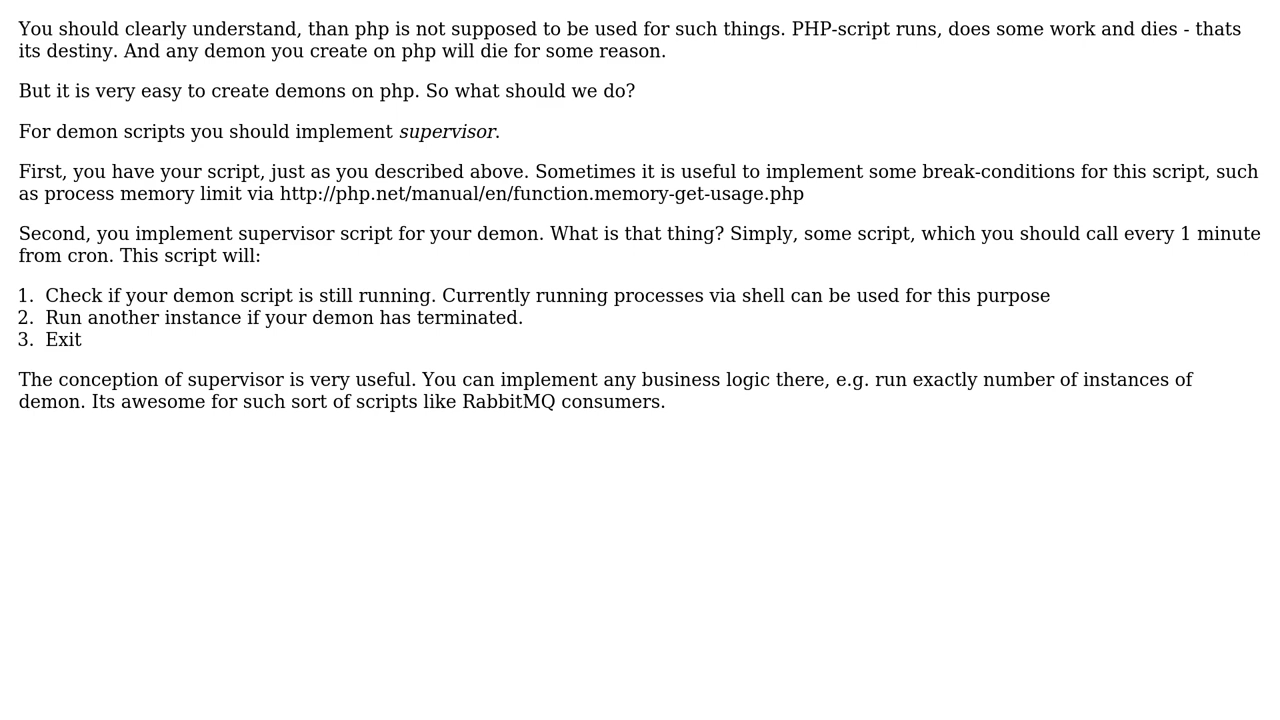 You should clearly understand, than php is not supposed to be used for such things. PHP-script runs, does some work and dies - thats
its destiny. And any demon you create on php will die for some reason.
But it is very easy to create demons on php. So what should we do?
For demon scripts you should implement supervisor.
First, you have your script, just as you described above. Sometimes it is useful to implement some break-conditions for this script, such
as process memory limit via http://php.net/manual/en/function.memory-get-usage.php
Second, you implement supervisor script for your demon. What is that thing? Simply, some script, which you should call every 1 minute
from cron. This script will:
1. Check if your demon script is still running. Currently running processes via shell can be used for this purpose
2. Run another instance if your demon has terminated.
3. Exit
The conception of supervisor is very useful. You can implement any business logic there, e.g. run exactly number of instances of
demon. Its awesome for such sort of scripts like RabbitMQ consumers.